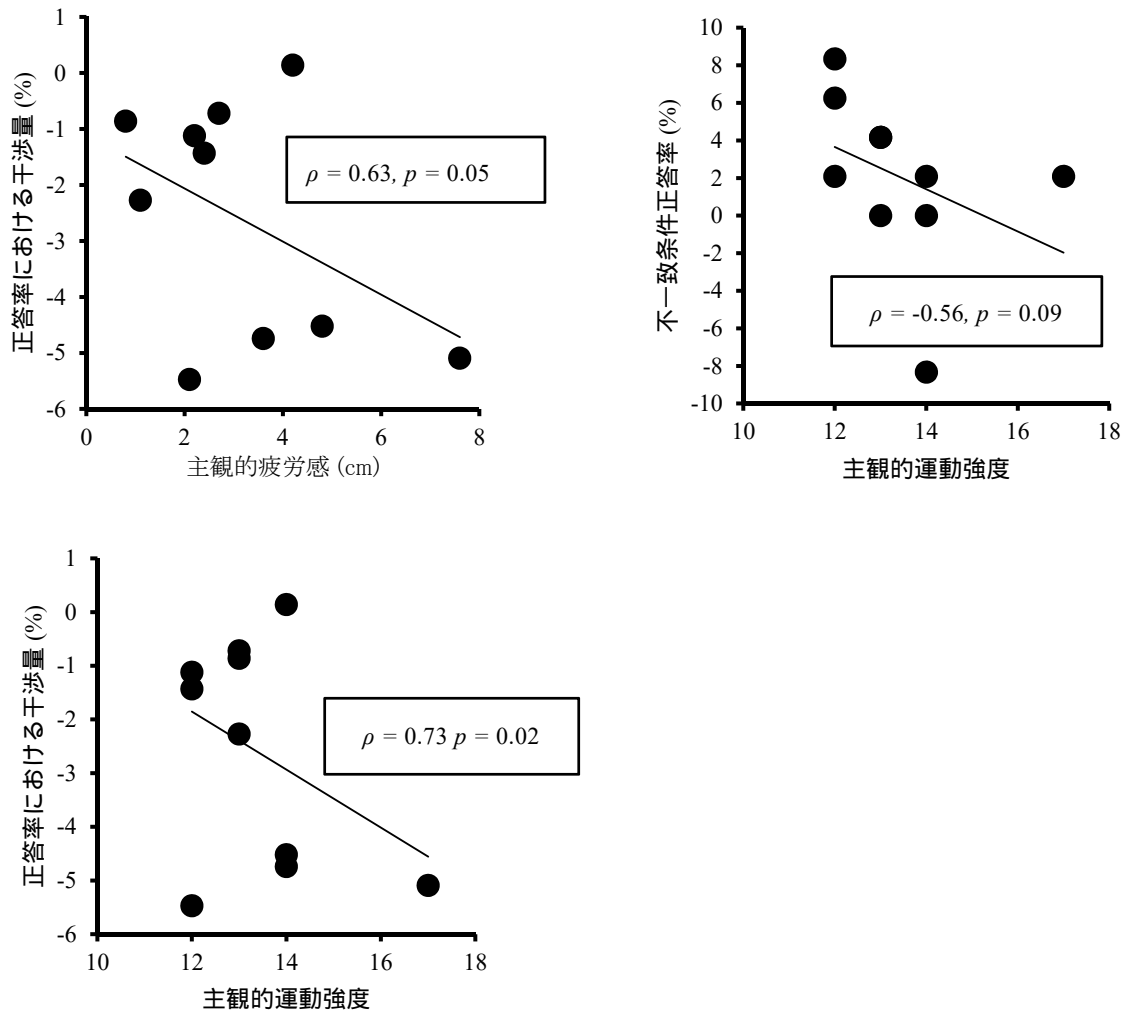 1
0
-1
-2
-3
-4
-5
-6
正答率における干渉量 (%)
ρ = 0.63, p = 0.05
0 2 4 6 8
主観的疲労感 (cm)
10
8
6
4
2
0
-2
-4
-6
-8
-10
不一致条件正答率 (%)
ρ = -0.56, p = 0.09
10 12 14 16 18
主観的運動強度
1
0
-1
-2
-3
-4
-5
-6
正答率における干渉量 (%)
ρ = 0.73 p = 0.02
10 12 14 16 18
主観的運動強度